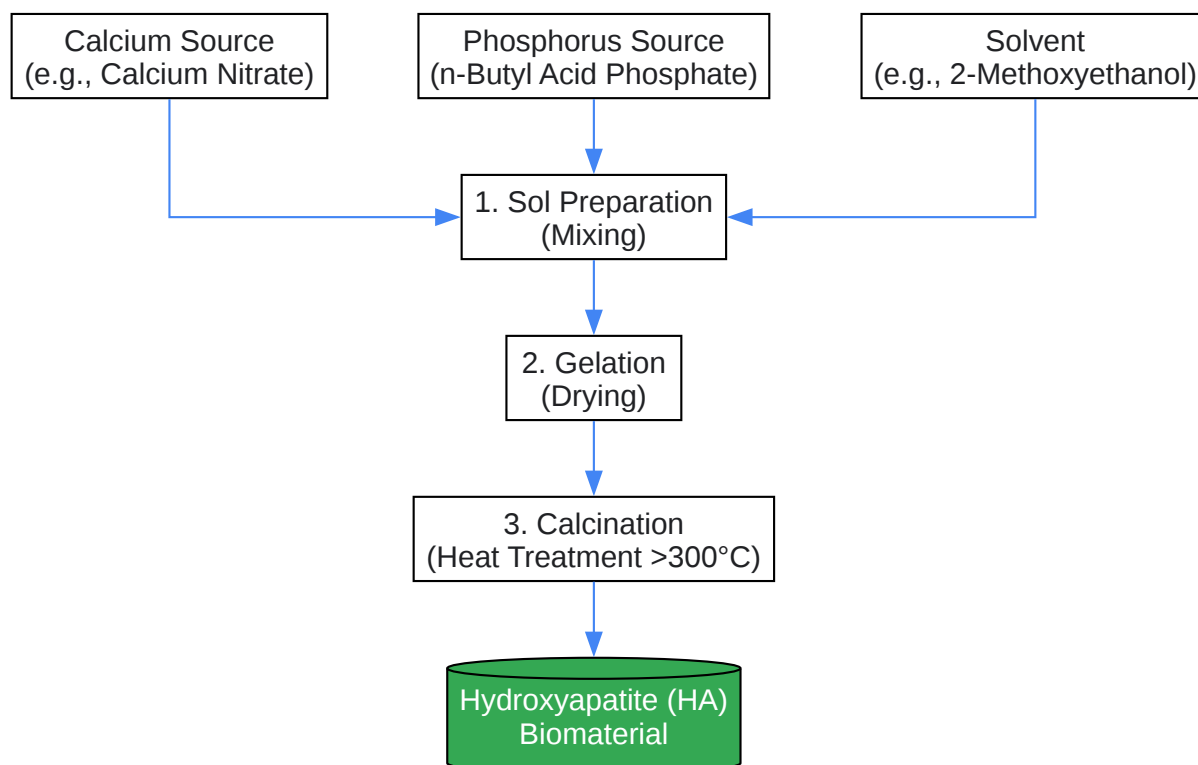 Calcium Source
(e.g., Calcium Nitrate)
Phosphorus Source
(n-Butyl Acid Phosphate)
Solvent
(e.g., 2-Methoxyethanol)
1. Sol Preparation
(Mixing)
2. Gelation
(Drying)
3. Calcination
(Heat Treatment >300°C)
Hydroxyapatite (HA)
Biomaterial